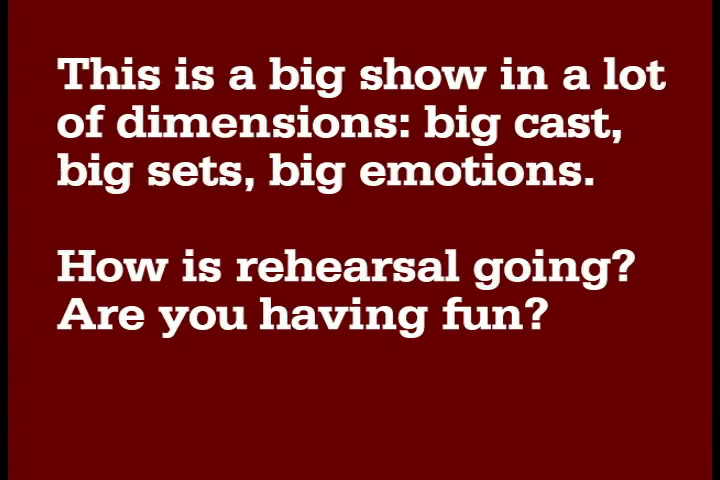 This is a big show in a lot
of dimensions: big cast,
big sets, big emotions.
How is rehearsal going?
Are you having fun?